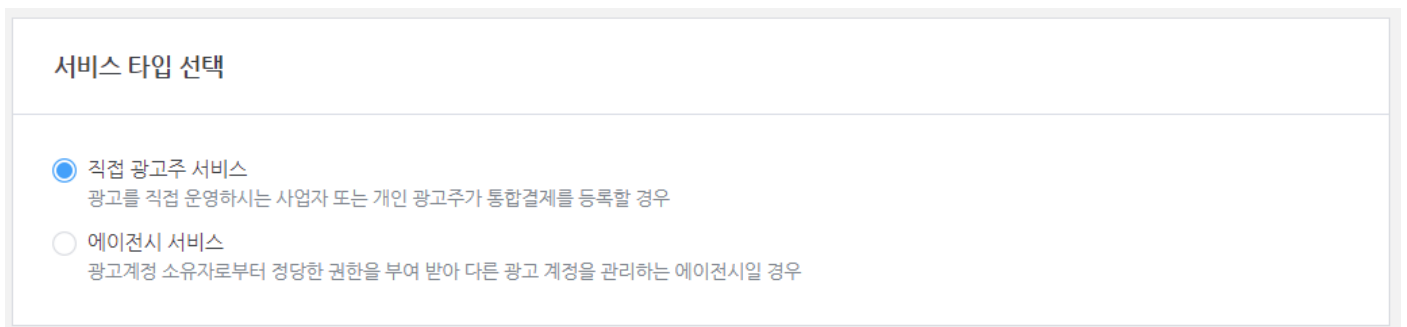 서비스 타입 선택
직접 광고주 서비스
광고를 직접 운영하시는 사업자 또는 개인 광고주가 통합결제를 등록할 경우
에이전시 서비스
광고계정 소유자로부터 정당한 권한을 부여 받아 다른 광고 계정을 관리하는 에이전시일 경우